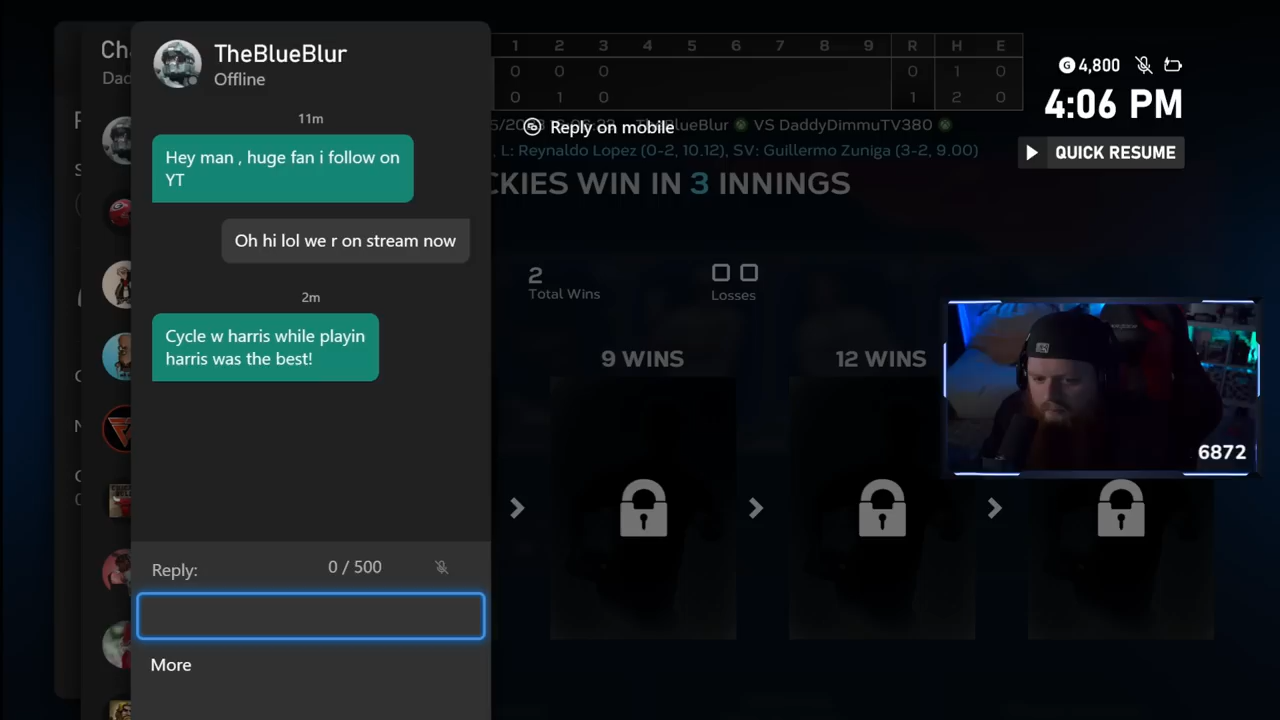 Cha
Dad
TheBlueBlur
Offline
11m
Hey man , huge fan i follow on
YT
Oh hi lol we r on stream now
2m
Cycle w harris while playin
harris was the best!
Reply:
0 / 500
More
1 2 3 4 5 6 7 8 9 R H E
0 0 0 0 1 0
0 1 0 1 2 0
Reply on mobile
VS DaddyDimmuTV380
L: Reynaldo Lopez (0-2, 10.12), SV: Guillermo Zuniga (3-2, 9.00)
CKIES WIN IN 3 INNINGS
2
Total Wins
Losses
9 WINS
12 WINS
G 4,800
4:06 PM
QUICK RESUME
6872